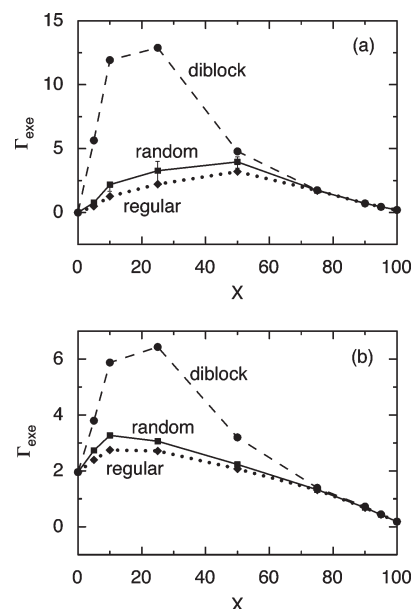 15
(a)
10
diblock
Γexe
5
random
regular
0
0 20 40 60 80 100
X
6
(b)
diblock
4
random
Γexe
2
regular
0
0 20 40 60 80 100
X